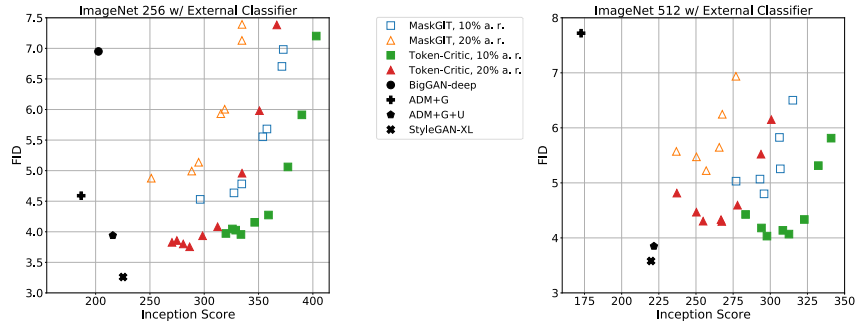 ImageNet 256 w/ External Classifier
7.5
7.0
6.5
6.0
5.5
5.0
4.5
4.0
3.5
3.0
FID
200
250
300
350
400
Inception Score
MaskGIT, 10% a. r.
MaskGIT, 20% a. r.
Token-Critic, 10% a. r.
Token-Critic, 20% a. r.
BigGAN-deep
ADM+G
ADM+G+U
StyleGAN-XL
ImageNet 512 w/ External Classifier
8
7
6
5
4
3
FID
175
200
225
250
275
300
325
Inception Score